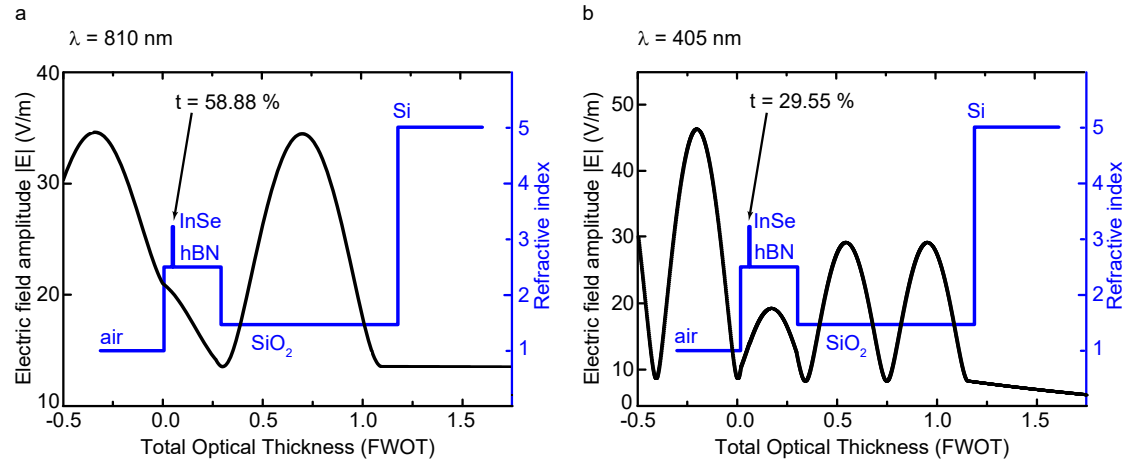 a
λ = 810 nm
40
30
20
10
Electric field amplitude |E| (V/m)
t = 58.88 %
Si
InSe
hBN
air
SiO2
5
4
3
2
1
Refractive index
-0.5 0.0 0.5 1.0 1.5
Total Optical Thickness (FWOT)
b
λ = 405 nm
50
40
30
20
10
0
Electric field amplitude |E| (V/m)
t = 29.55 %
Si
InSe
hBN
air
SiO2
5
4
3
2
1
Refractive index
-0.5 0.0 0.5 1.0 1.5
Total Optical Thickness (FWOT)